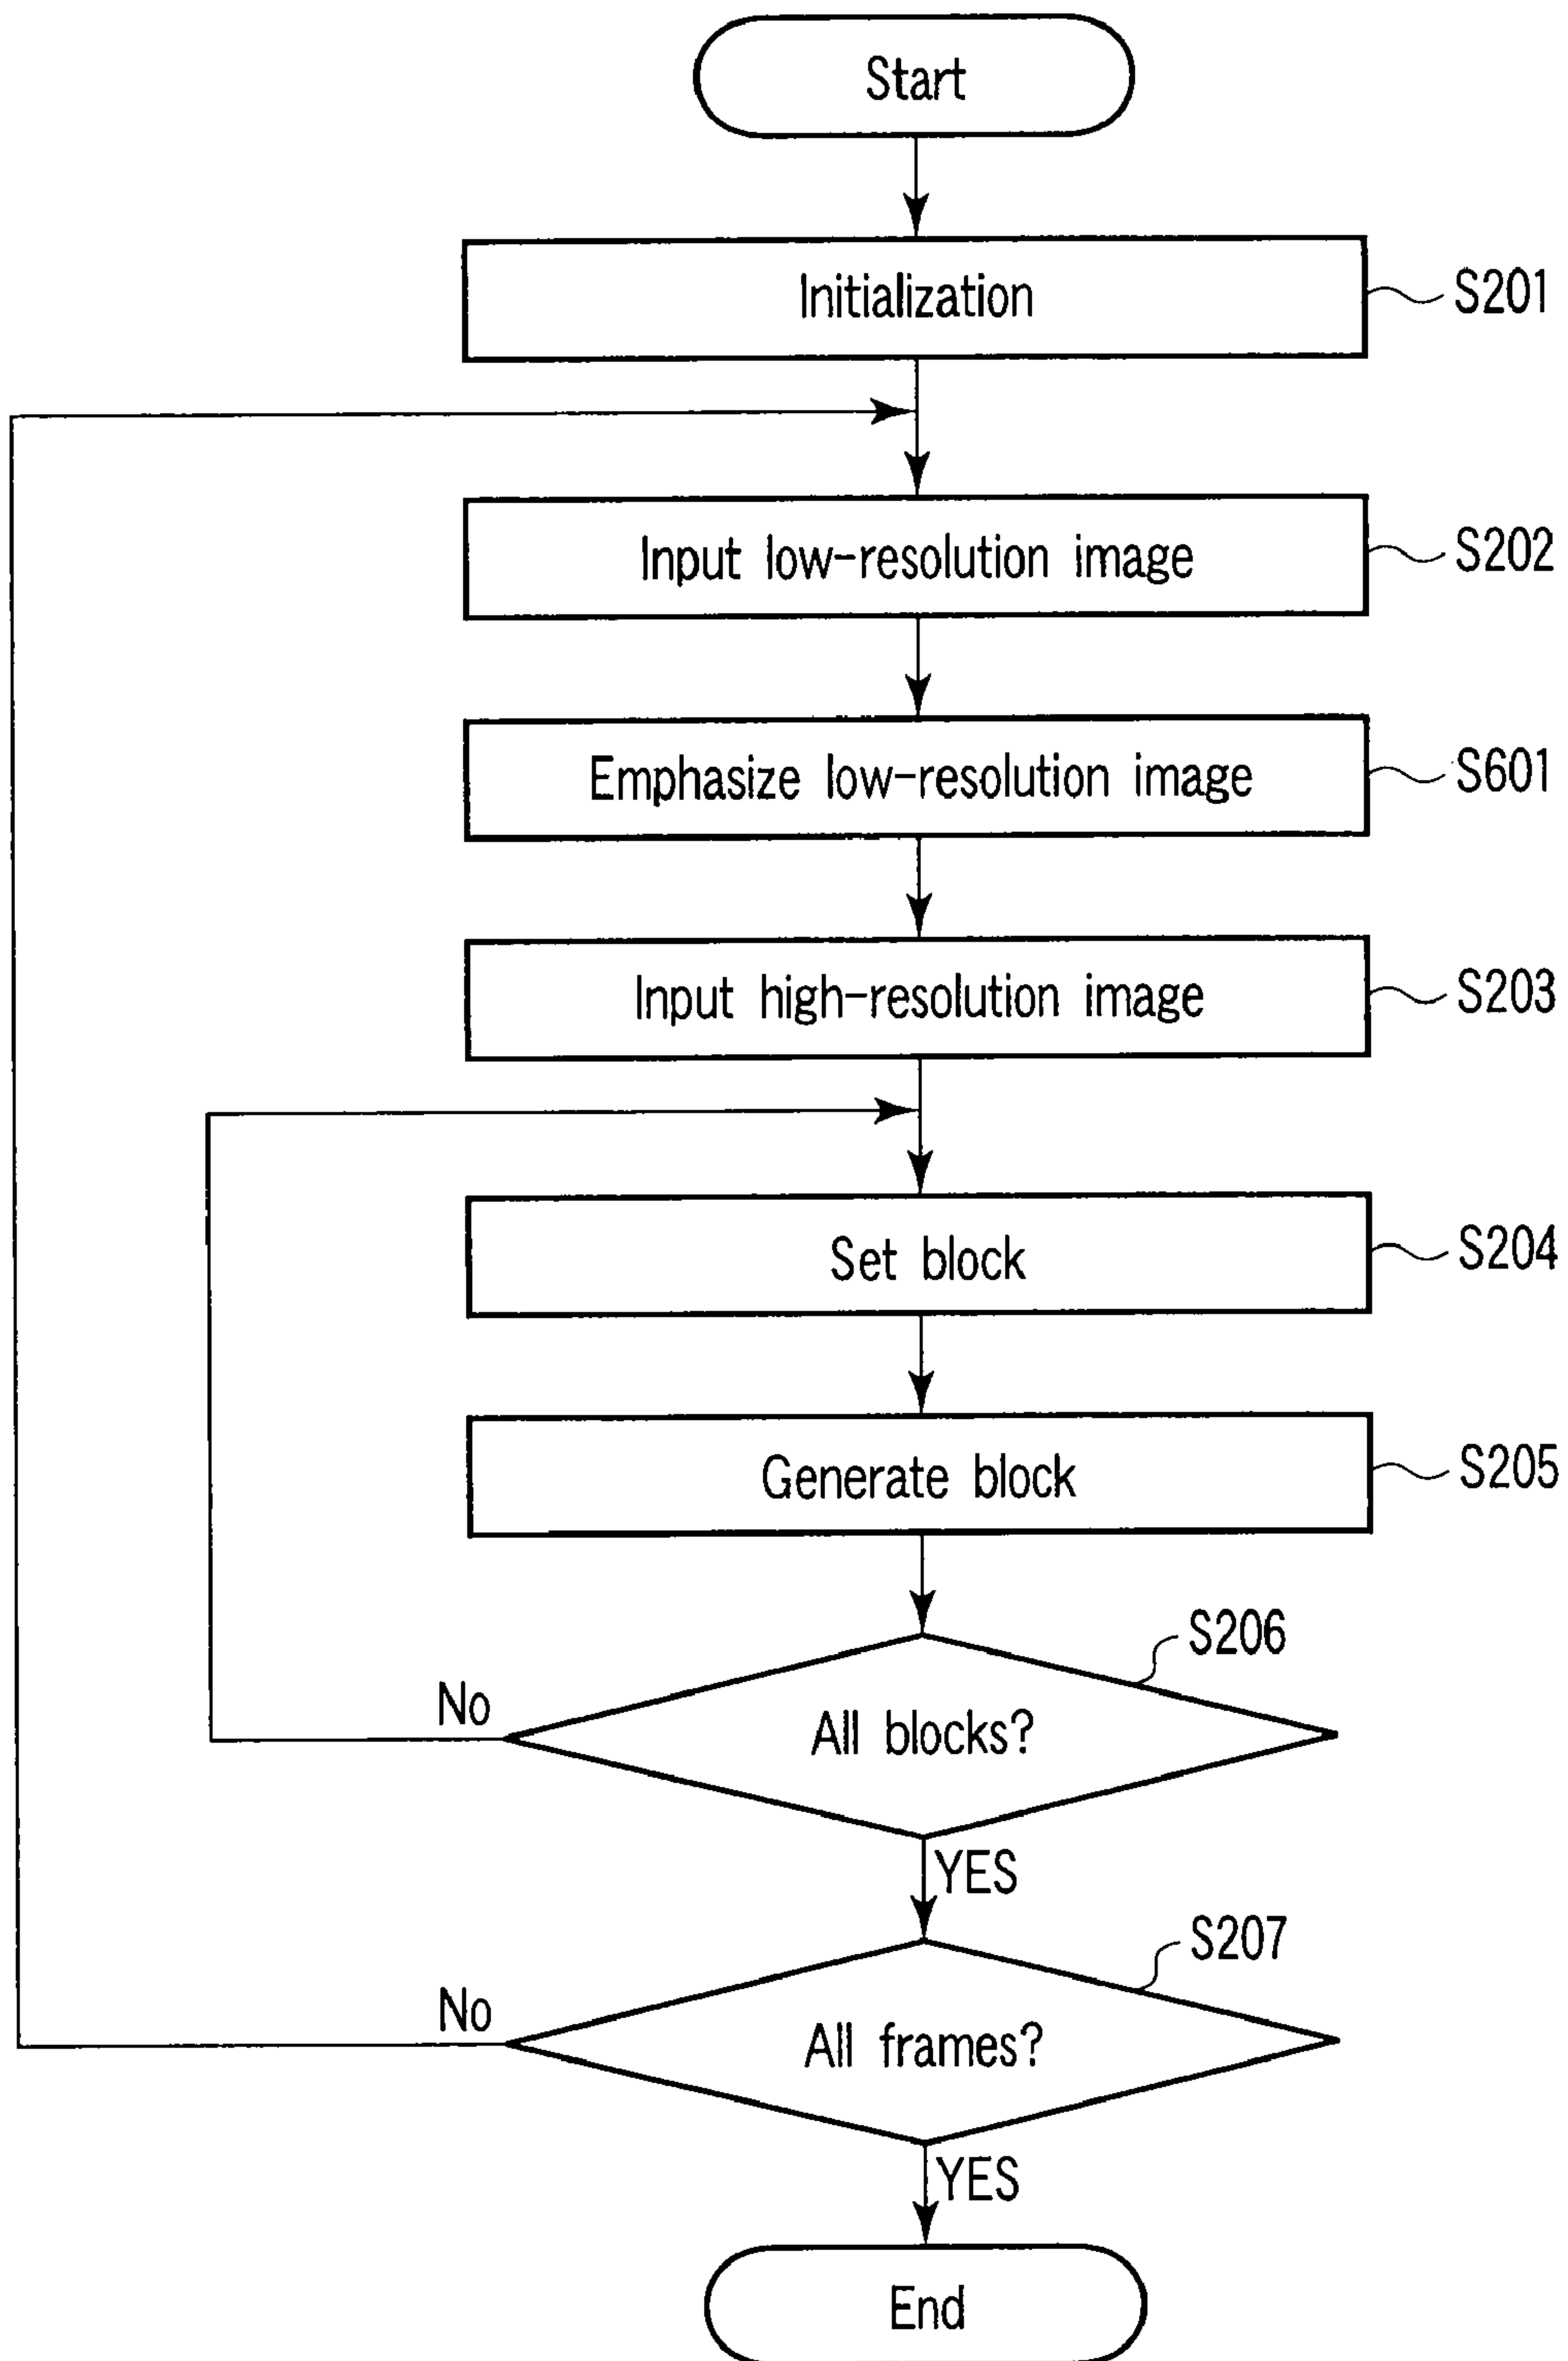 Start
Initialization
S201
Input low-resolution image
S202
Emphasize low-resolution image
S601
Input high-resolution image
S203
Set block
S204
Generate block
S205
S206
No
All blocks?
YES
S207
No
All frames?
YES
End